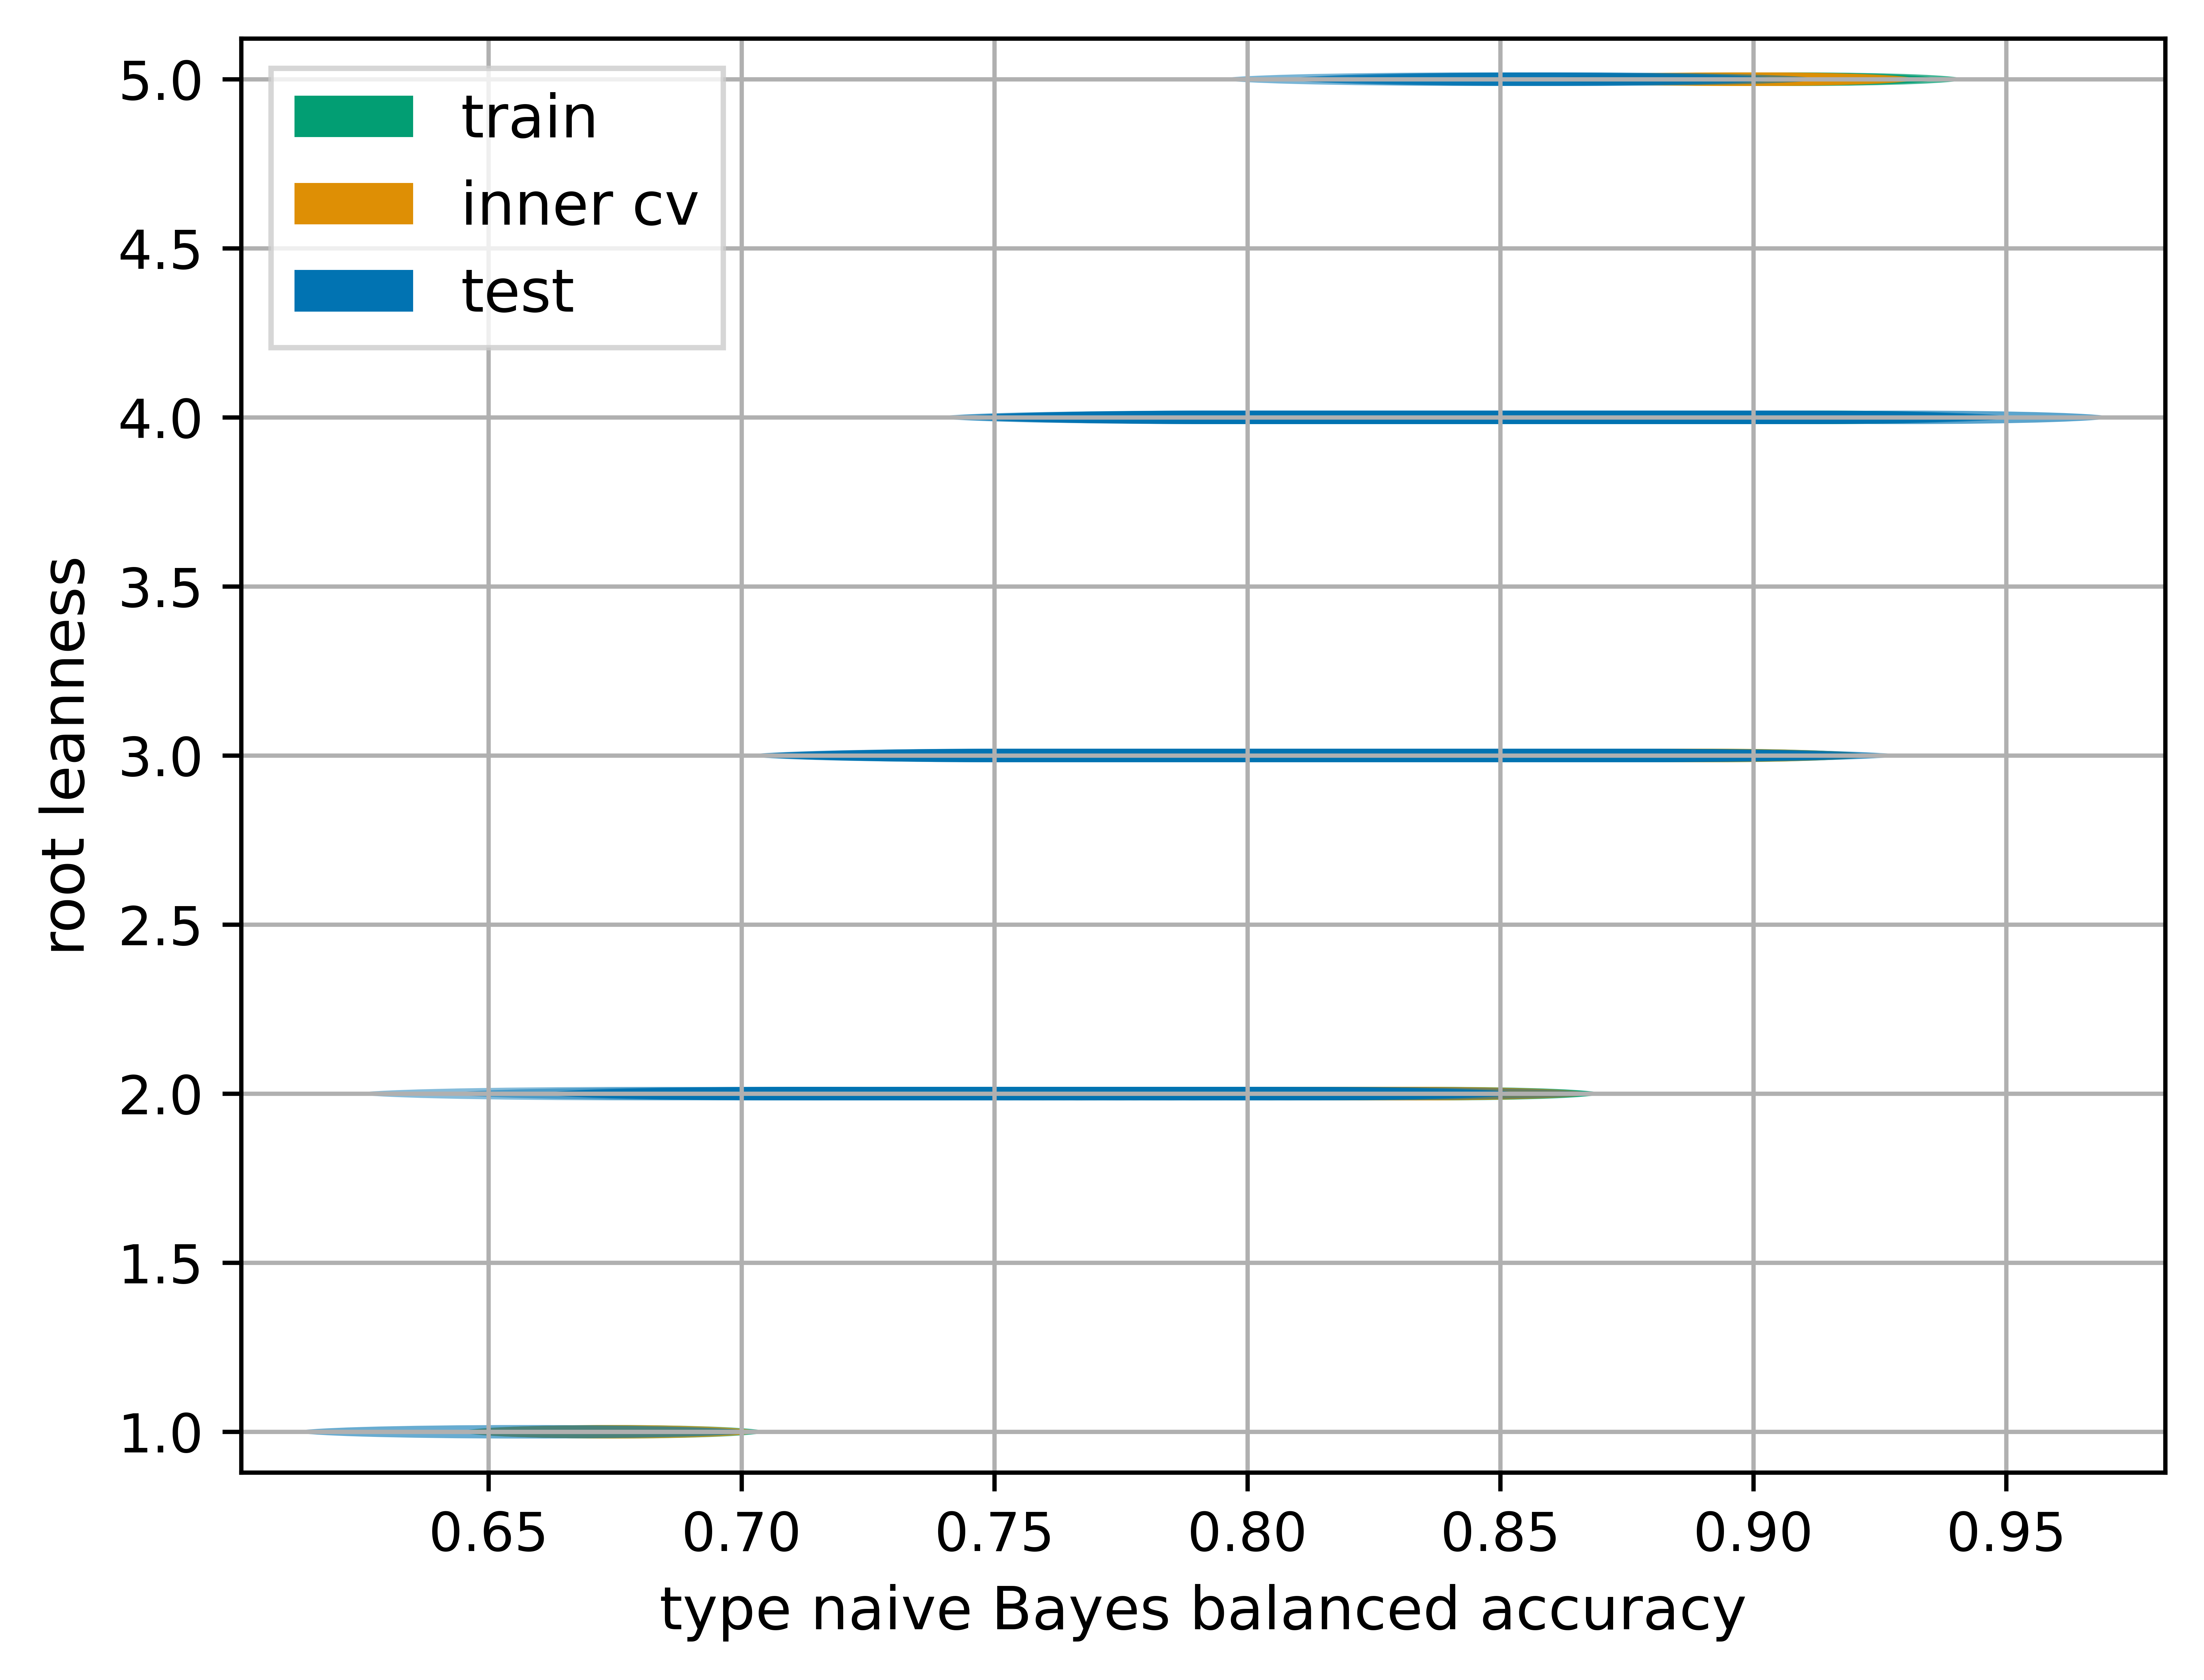 train
inner cv
test
5.0
4.5
4.0
3.5
3.0
2.5
2.0
1.5
1.0
root leanness
0.65 0.70 0.75 0.80 0.85 0.90 0.95
type naive Bayes balanced accuracy